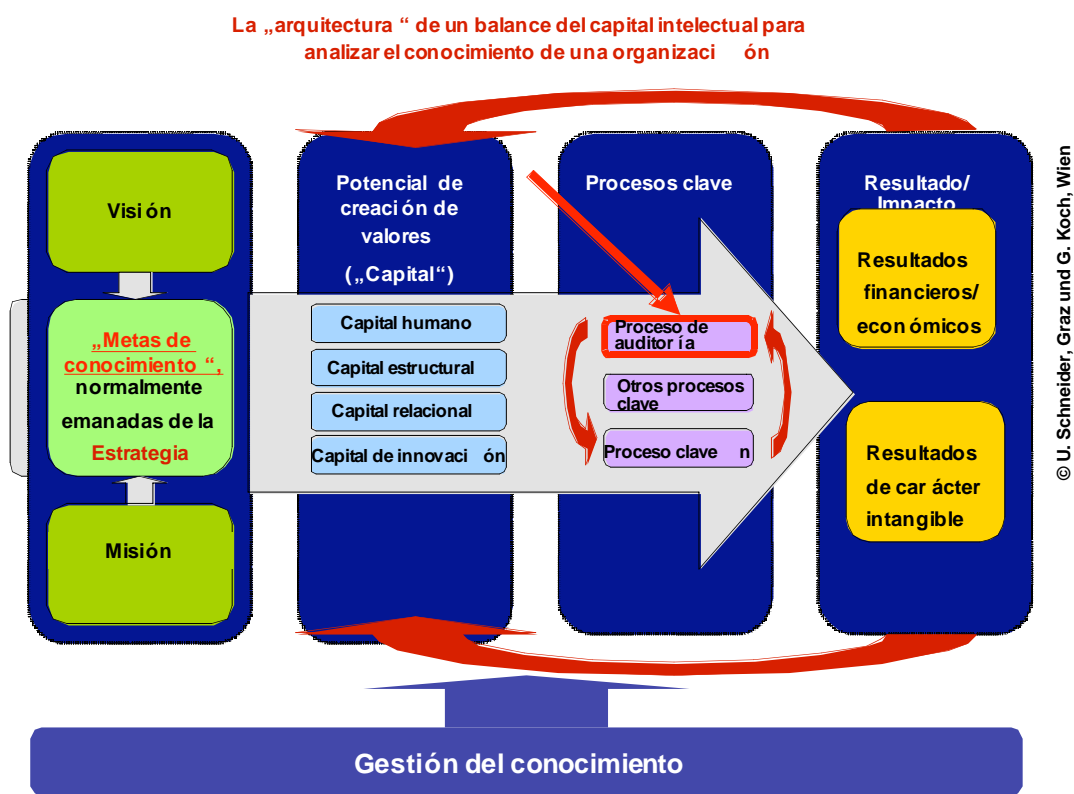 La „arquitectura “ de un balance del capital intelectual para
analizar el conocimiento de una organizaci ón
Visi ón
„Metas de
conocimiento “,
normalmente
emanadas de la
Estrategia
Misión
Potencial de
creaci ón de
valores
(„Capital“)
Capital humano
Capital estructural
Capital relacional
Capital de innovaci ón
Procesos clave
Proceso de
auditor ía
Otros procesos
clave
Proceso clave n
Resultado/
Impacto
Resultados
financieros/
econ ómicos
Resultados
de car ácter
intangible
© U. Schneider, Graz und G. Koch, Wien
Gestión del conocimiento